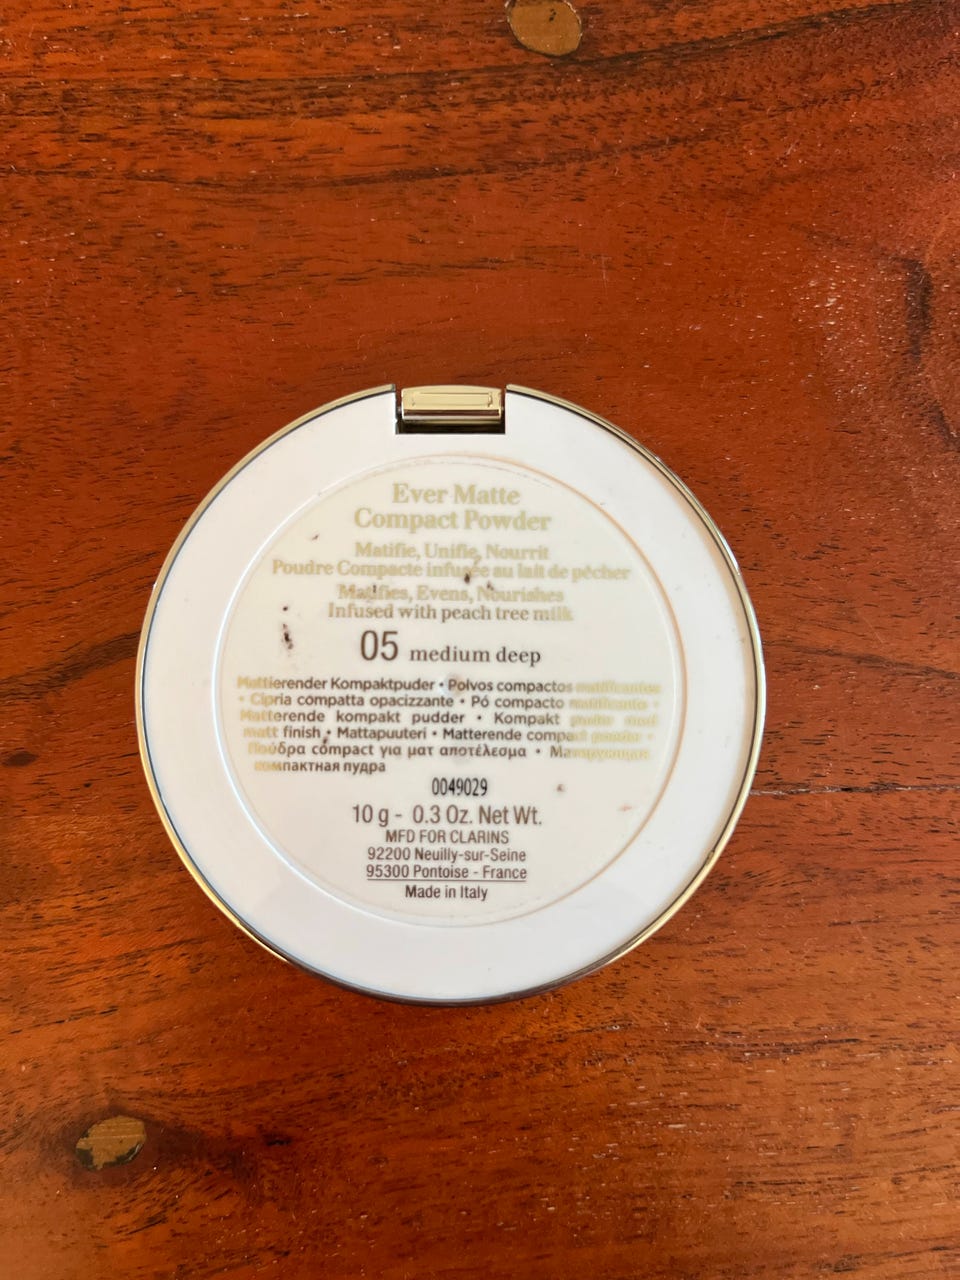 Ever Matte
Compact Powder
Matifie, Unifie, Nourrit
Poudre Compacte infusée au lait de pêcher
Matifies, Evens, Nourishes
Infused with peach tree milk
05 medium deep
Mattierender Kompaktpuder • Polvos compactos matificantes
• Cipria compatta opacizzante • Pó compacto matificante •
Matterende kompakt pudder • Kompakt puder med
matt finish • Mattapuuteri • Matterende compact poeder •
Πούδρα compact για ματ αποτέλεσμα • Матирующая
компактная пудра
0049029
10 g - 0.3 Oz. Net Wt.
MFD FOR CLARINS
92200 Neuilly-sur-Seine
95300 Pontoise - France
Made in Italy